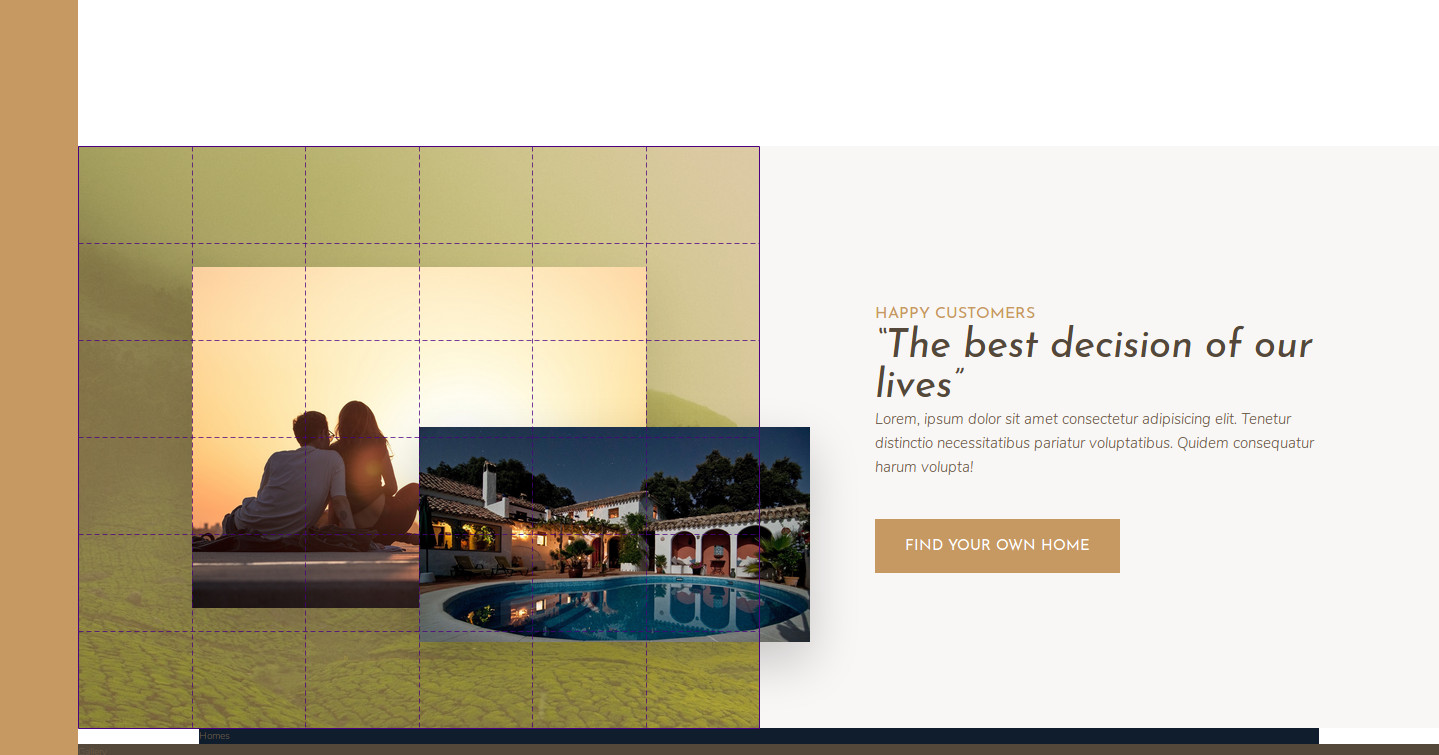 HAPPY CUSTOMERS
“The best decision of our
lives”
Lorem, ipsum dolor sit amet consectetur adipisicing elit. Tenetur
distinctio necessitatibus pariatur voluptatibus. Quidem consequatur
harum volupta!
FIND YOUR OWN HOME
Homes
Gallery